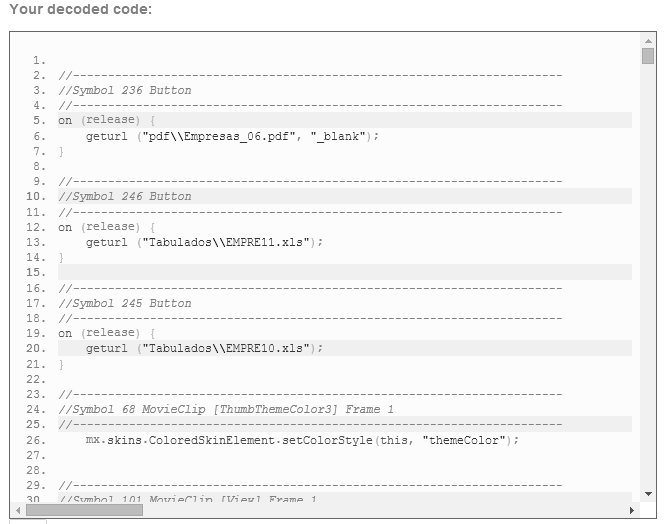 Your decoded code:
1.
2. //----------------------------------------------------------------------
3. //Symbol 236 Button
4. //----------------------------------------------------------------------
5. on (release) {
6.     geturl ("pdf\\Empresas_06.pdf", "_blank");
7. }
8.
9. //----------------------------------------------------------------------
10. //Symbol 246 Button
11. //----------------------------------------------------------------------
12. on (release) {
13.     geturl ("Tabulados\\EMPRE11.xls");
14. }
15.
16. //----------------------------------------------------------------------
17. //Symbol 245 Button
18. //----------------------------------------------------------------------
19. on (release) {
20.     geturl ("Tabulados\\EMPRE10.xls");
21. }
22.
23. //----------------------------------------------------------------------
24. //Symbol 68 MovieClip [ThumbThemeColor3] Frame 1
25. //----------------------------------------------------------------------
26.     mx.skins.ColoredSkinElement.setColorStyle(this, "themeColor");
27.
28.
29. //----------------------------------------------------------------------
30. //Symbol 101 MovieClip [View] Frame 1